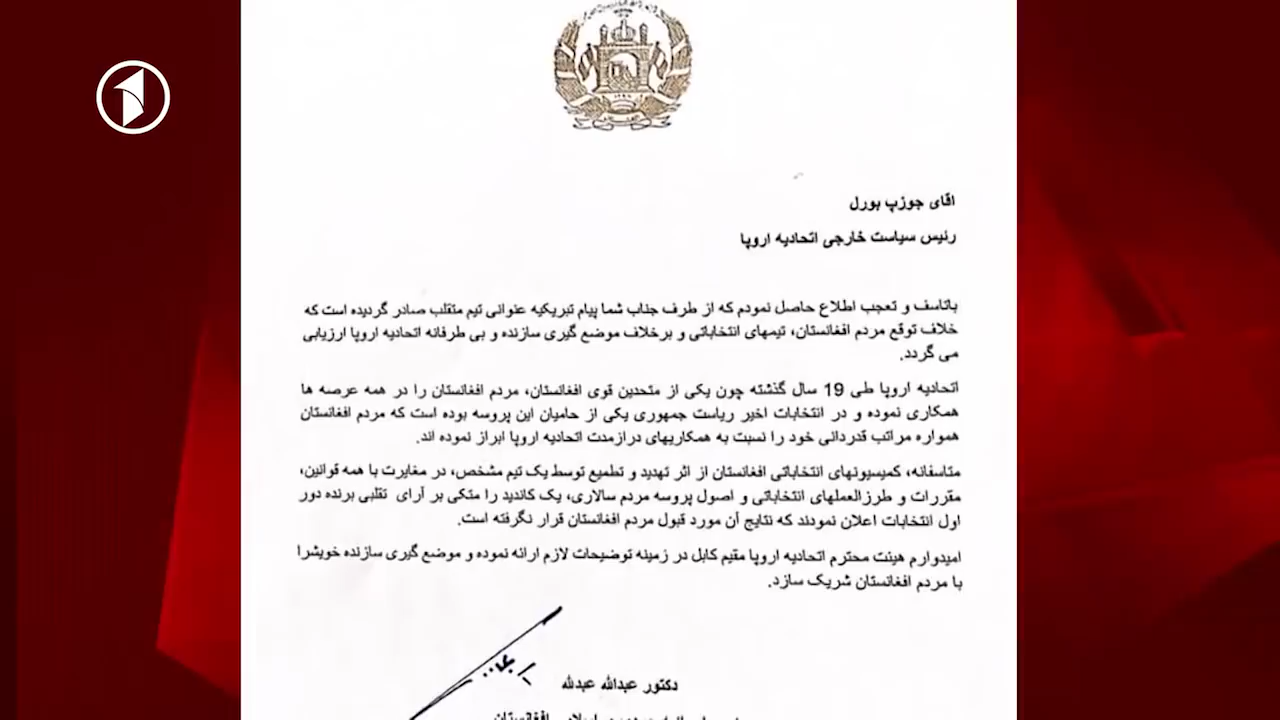 اقای جوزپ بورل
رئیس سیاست خارجی اتحادیه اروپا
باتاسف و تعجب اطلاع حاصل نمودم که از طرف جناب شما پیام تبریکیه عنوانی تیم متقلب صادر گردیده است که
خلاف توقع مردم افغانستان، تیمهای انتخاباتی و برخلاف موضع گیری سازنده و بی طرفانه اتحادیه اروپا ارزیابی
می گردد.
اتحادیه اروپا طی 19 سال گذشته چون یکی از متحدین قوی افغانستان، مردم افغانستان را در همه عرصه ها
همکاری نموده و در انتخابات اخیر ریاست جمهوری یکی از حامیان این پروسه بوده است که مردم افغانستان
همواره مراتب قدردانی خود را نسبت به همکاریهای درازمدت اتحادیه اروپا ابراز نموده اند.
متاسفانه، کمیسیونهای انتخاباتی افغانستان از اثر تهدید و تطمیع توسط یک تیم مشخص، در مغایرت با همه قوانین،
مقررات و طرزالعملهای انتخاباتی و اصول پروسه مردم سالاری، یک کاندید را متکی بر آرای تقلبی برنده دور
اول انتخابات اعلان نمودند که نتایج آن مورد قبول مردم افغانستان قرار نگرفته است.
امیدوارم هیئت محترم اتحادیه اروپا مقیم کابل در زمینه توضیحات لازم ارائه نموده و موضع گیری سازنده خویشرا
با مردم افغانستان شریک سازد.
دکتور عبدالله عبدلله
افغانستان